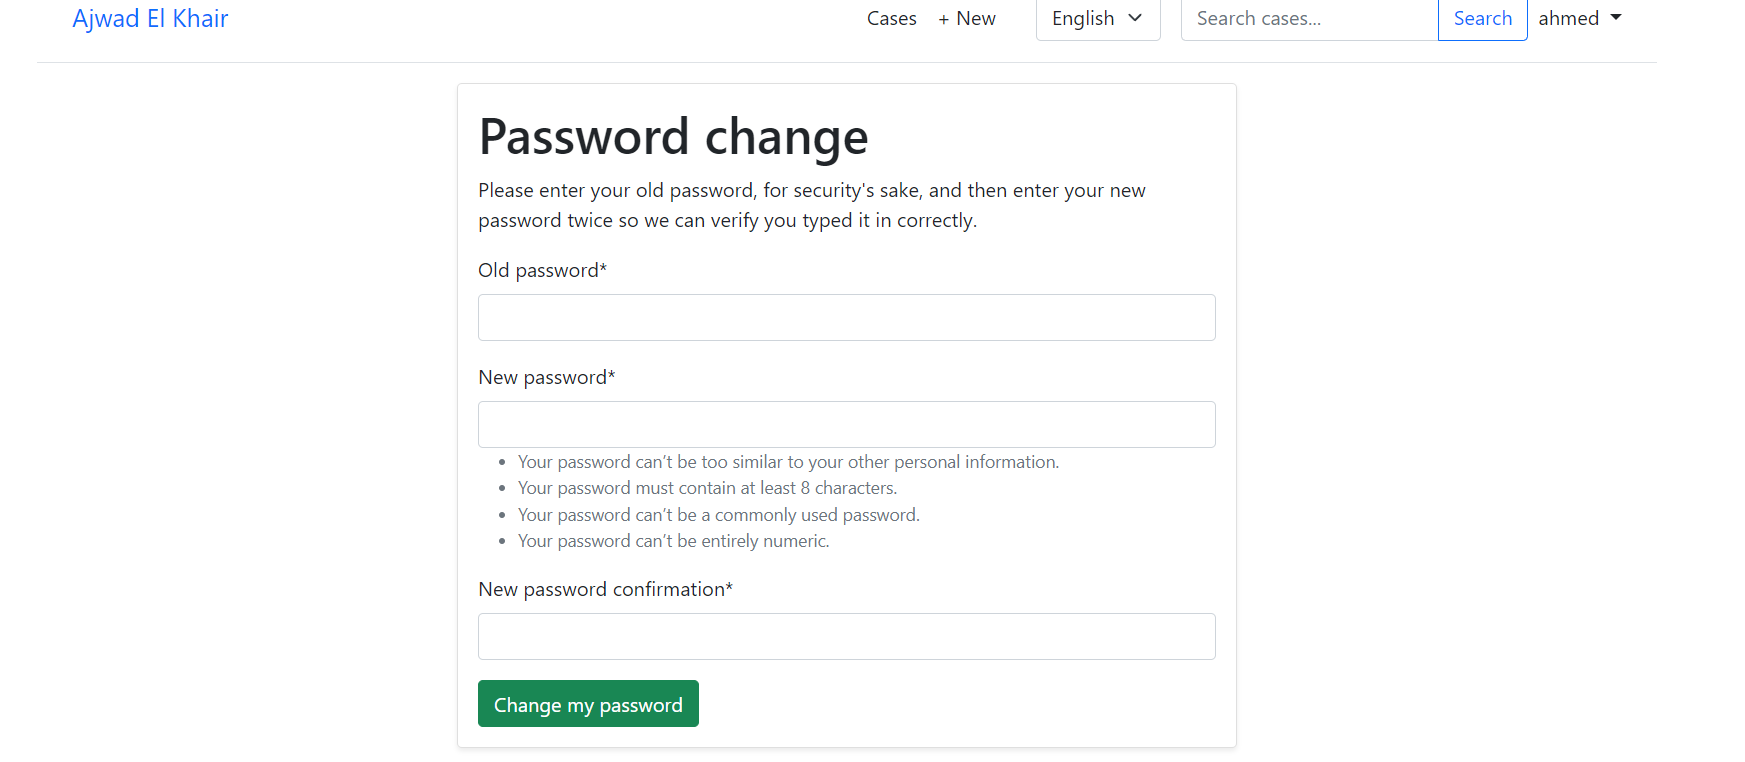 Ajwad El Khair
Cases
+ New
English
Search cases...
Search
ahmed
Password change
Please enter your old password, for security's sake, and then enter your new
password twice so we can verify you typed it in correctly.
Old password*
New password*
• Your password can’t be too similar to your other personal information.
• Your password must contain at least 8 characters.
• Your password can’t be a commonly used password.
• Your password can’t be entirely numeric.
New password confirmation*
Change my password